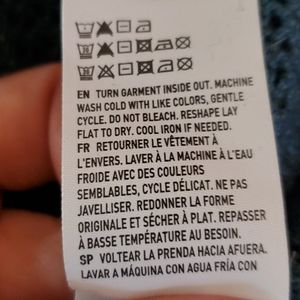 EN TURN GARMENT INSIDE OUT. MACHINE
WASH COLD WITH LIKE COLORS, GENTLE
CYCLE. DO NOT BLEACH. RESHAPE LAY
FLAT TO DRY. COOL IRON IF NEEDED.
FR RETOURNER LE VÊTEMENT À
L'ENVERS. LAVER À LA MACHINE À L'EAU
FROIDE AVEC DES COULEURS
SEMBLABLES, CYCLE DÉLICAT. NE PAS
JAVELLISER. REDONNER LA FORME
ORIGINALE ET SÉCHER À PLAT. REPASSER
À BASSE TEMPÉRATURE AU BESOIN.
SP VOLTEAR LA PRENDA HACIA AFUERA.
LAVAR A MÁQUINA CON AGUA FRÍA CON